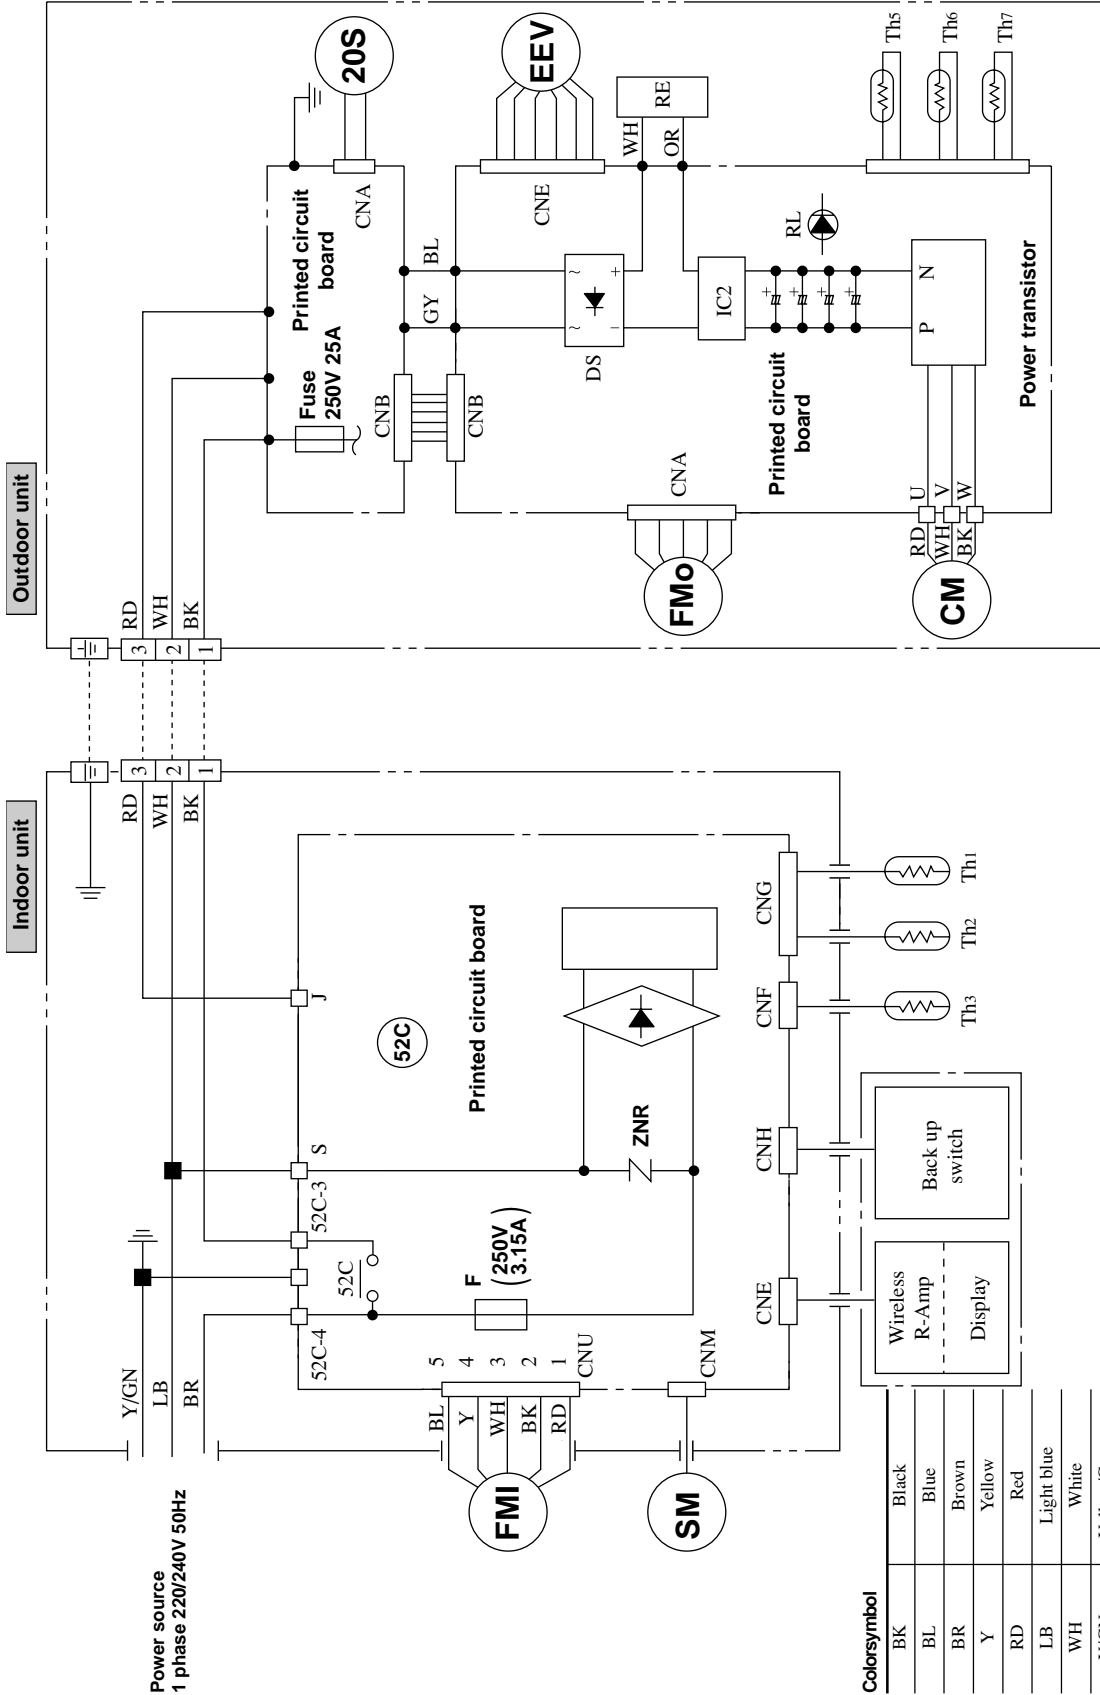 Indoor unit
Outdoor unit
Power source
1 phase 220/240V 50Hz
Y/GN
LB
BR
RD
WH
BK
3
2
1
3
2
1
RD
WH
BK
52C-4
52C-3
S
J
52C
52C
F
(250V
3.15A)
ZNR
Printed circuit board
FMI
BL
Y
WH
BK
RD
5
4
3
2
1
CNU
SM
CNM
CNE
CNH
CNF
CNG
Th3
Th2
Th1
Wireless
R-Amp
Display
Back up
switch
Fuse
250V 25A
Printed circuit
board
CNA
20S
CNB
CNB
GY
BL
CNE
EEV
WH
OR
RE
DS
~
~
−
+
IC2
RL
+
+
+
+
P
N
Printed circuit
board
Power transistor
CNA
FMo
CM
RD
WH
BK
U
V
W
Th5
Th6
Th7
Colorsymbol
BK Black
BL Blue
BR Brown
Y Yellow
RD Red
LB Light blue
WH White